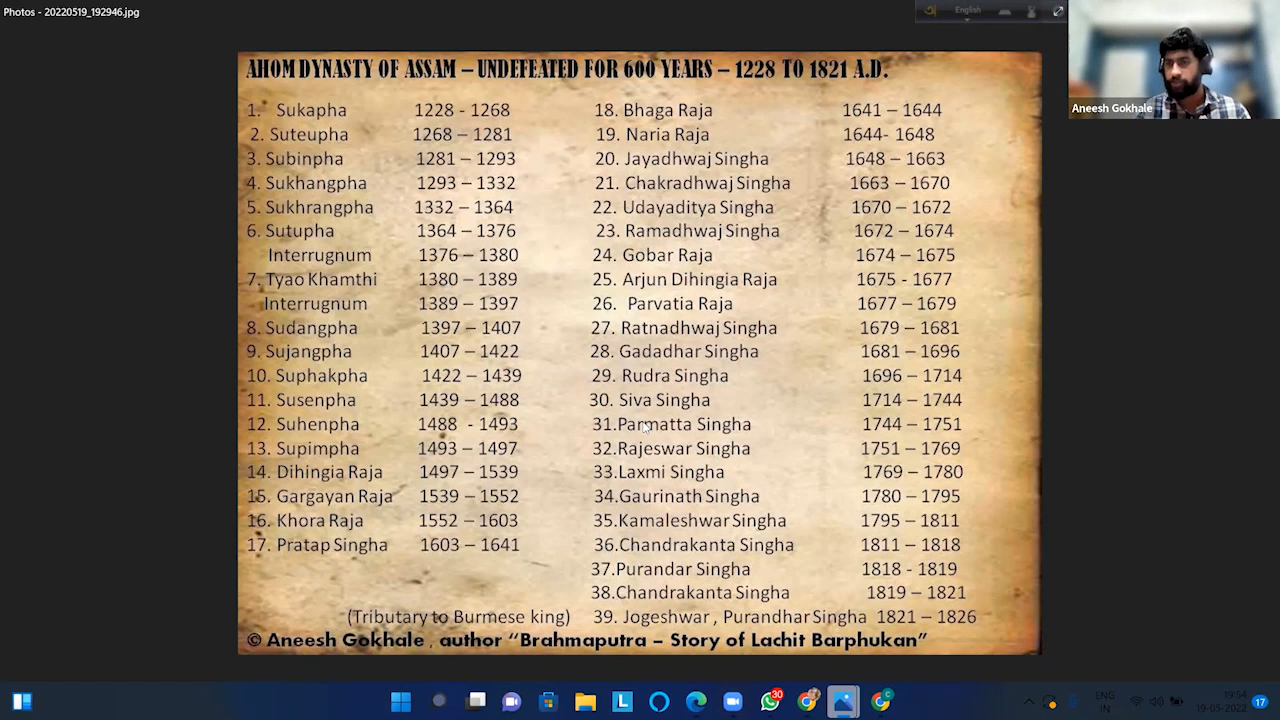 Photos - 20220519_192946.jpg
English
Aneesh Gokhale
AHOM DYNASTY OF ASSAM – UNDEFEATED FOR 600 YEARS – 1228 TO 1821 A.D.
1. Sukapha 1228 - 1268
2. Suteupha 1268 – 1281
3. Subinpha 1281 – 1293
4. Sukhangpha 1293 – 1332
5. Sukhrangpha 1332 – 1364
6. Sutupha 1364 – 1376
Interrugnum 1376 – 1380
7. Tyao Khamthi 1380 – 1389
Interrugnum 1389 – 1397
8. Sudangpha 1397 – 1407
9. Sujangpha 1407 – 1422
10. Suphakpha 1422 – 1439
11. Susenpha 1439 – 1488
12. Suhenpha 1488 - 1493
13. Supimpha 1493 – 1497
14. Dihingia Raja 1497 – 1539
15. Gargayan Raja 1539 – 1552
16. Khora Raja 1552 – 1603
17. Pratap Singha 1603 – 1641
18. Bhaga Raja 1641 – 1644
19. Naria Raja 1644- 1648
20. Jayadhwaj Singha 1648 – 1663
21. Chakradhwaj Singha 1663 – 1670
22. Udayaditya Singha 1670 – 1672
23. Ramadhwaj Singha 1672 – 1674
24. Gobar Raja 1674 – 1675
25. Arjun Dihingia Raja 1675 - 1677
26. Parvatia Raja 1677 – 1679
27. Ratnadhwaj Singha 1679 – 1681
28. Gadadhar Singha 1681 – 1696
29. Rudra Singha 1696 – 1714
30. Siva Singha 1714 – 1744
31.Pramatta Singha 1744 – 1751
32.Rajeswar Singha 1751 – 1769
33.Laxmi Singha 1769 – 1780
34.Gaurinath Singha 1780 – 1795
35.Kamaleshwar Singha 1795 – 1811
36.Chandrakanta Singha 1811 – 1818
37.Purandar Singha 1818 - 1819
38.Chandrakanta Singha 1819 – 1821
(Tributary to Burmese king) 39. Jogeshwar , Purandhar Singha 1821 – 1826
© Aneesh Gokhale , author “Brahmaputra – Story of Lachit Barphukan”
30
ENG
IN
19:54
19-05-2022
17